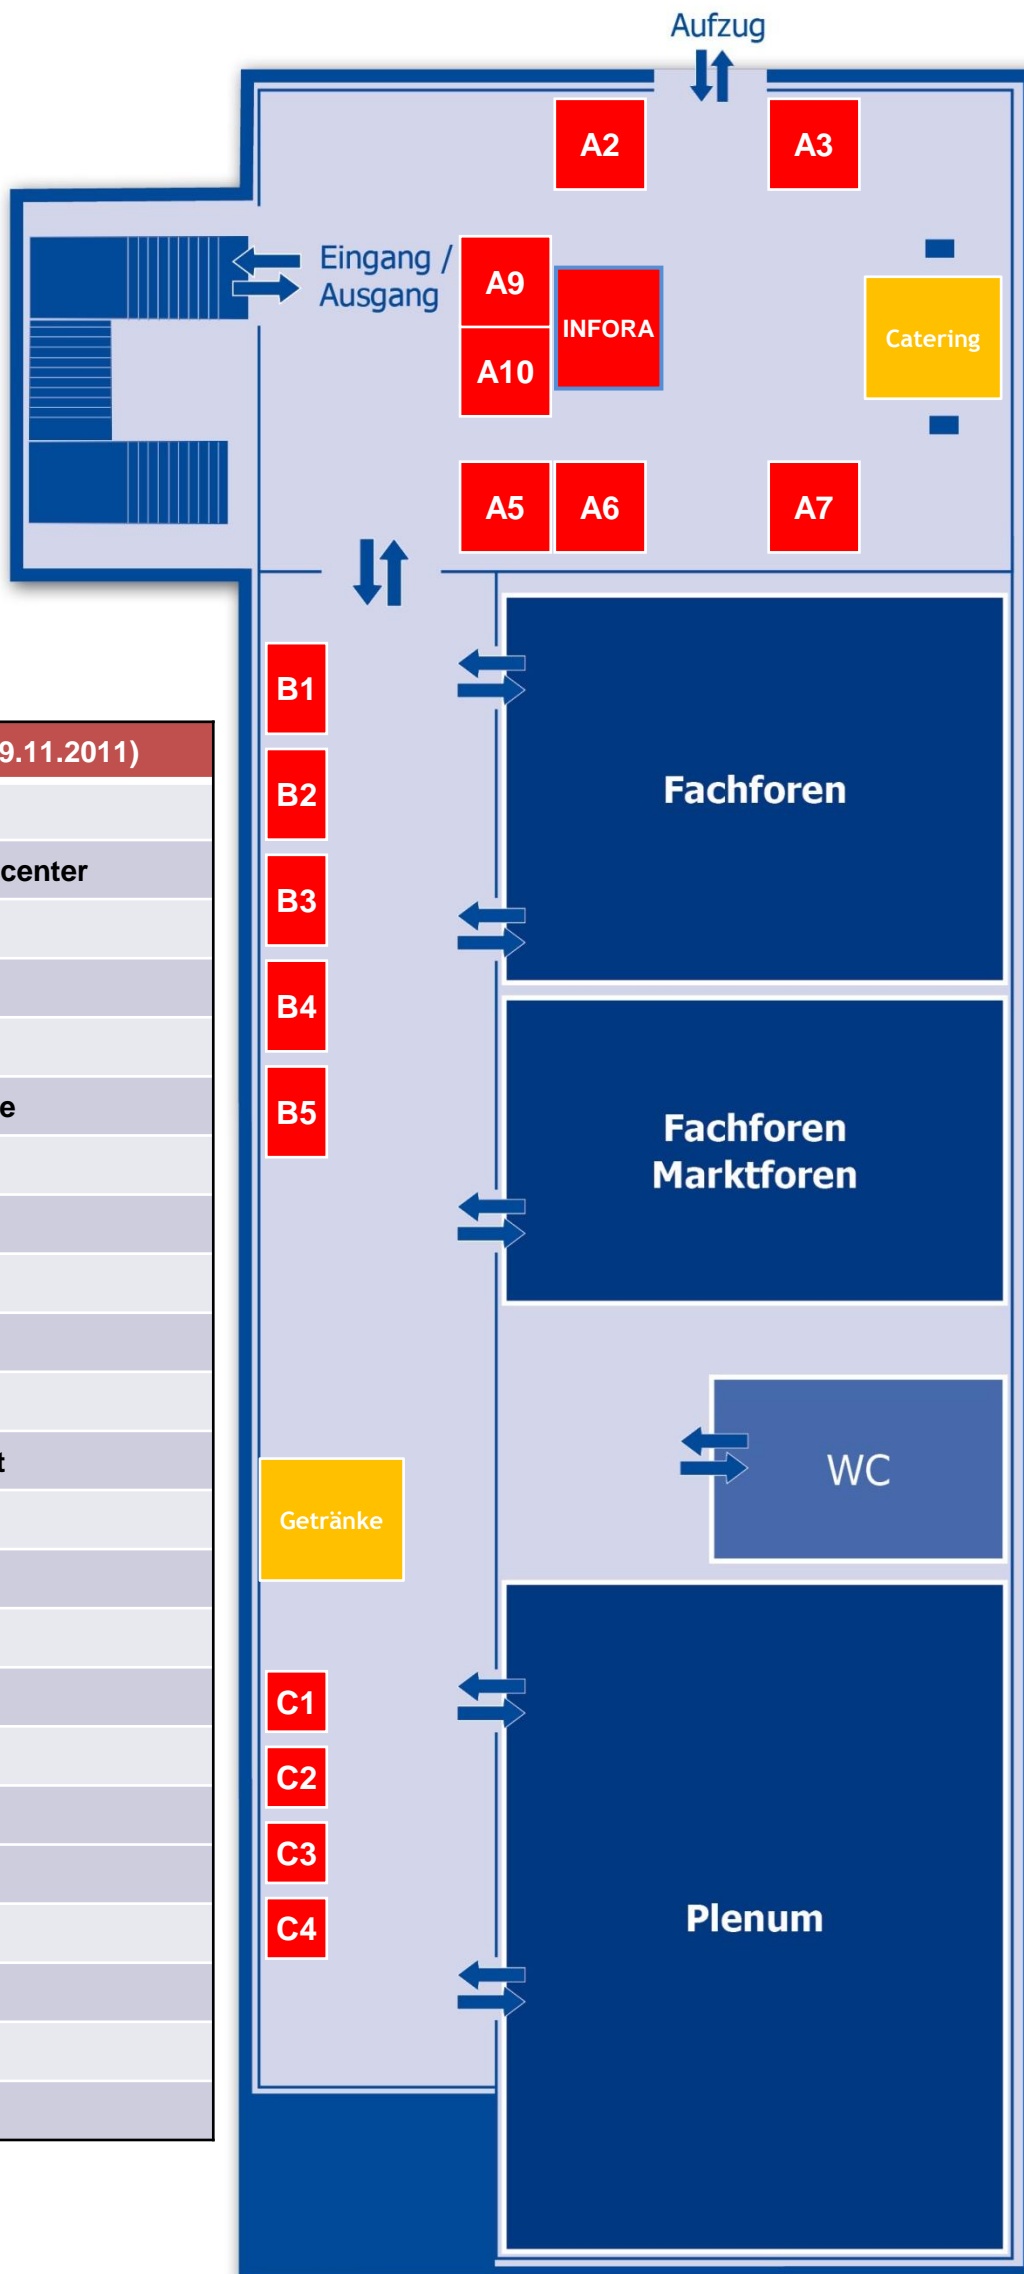 Aufzug
A2
A3
Eingang /
Ausgang
A9
INFORA
A10
Catering
A5
A6
A7
B1
B2
B3
B4
B5
Fachforen
Fachforen
Marktforen
WC
Getränke
C1
C2
C3
C4
Plenum
9.11.2011)
center
e
t